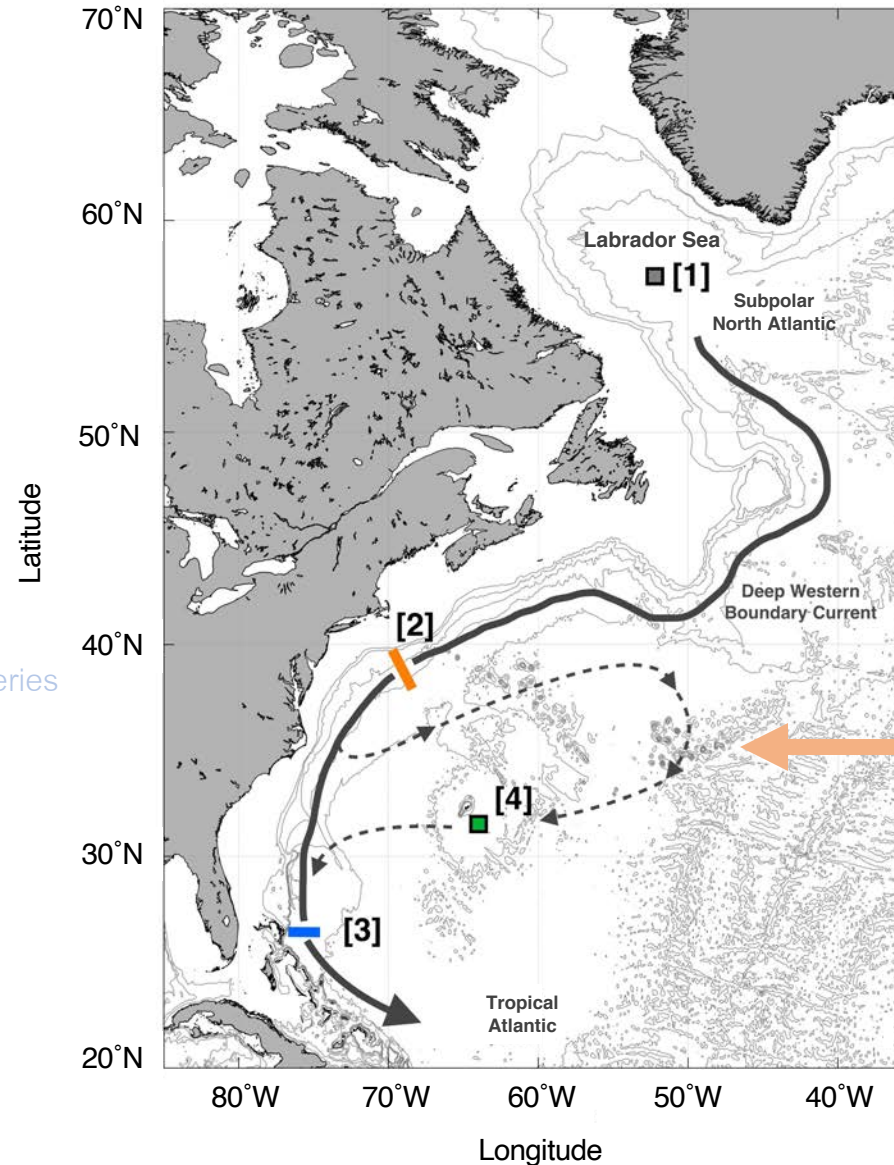 70˚N
60˚N
50˚N
40˚N
30˚N
20˚N
Latitude
eries
Labrador Sea
[1]
Subpolar
North Atlantic
Deep Western
Boundary Current
[2]
[4]
[3]
Tropical
Atlantic
80˚W
70˚W
60˚W
50˚W
40˚W
Longitude